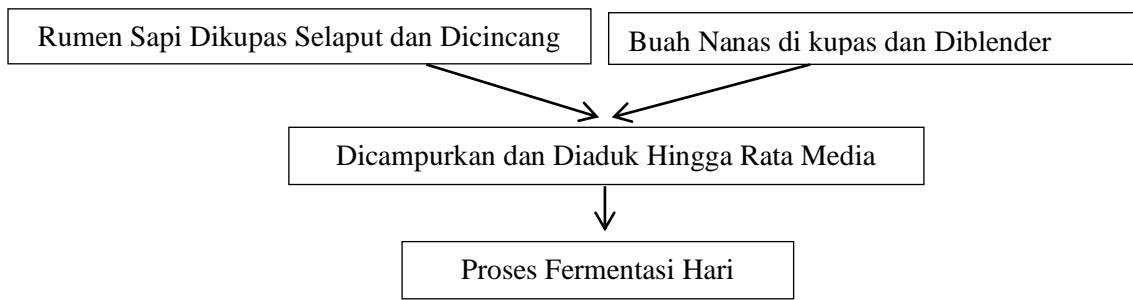 Rumen Sapi Dikupas Selaput dan Dicincang
Buah Nanas di kupas dan Diblender
Dicampurkan dan Diaduk Hingga Rata Media
Proses Fermentasi Hari